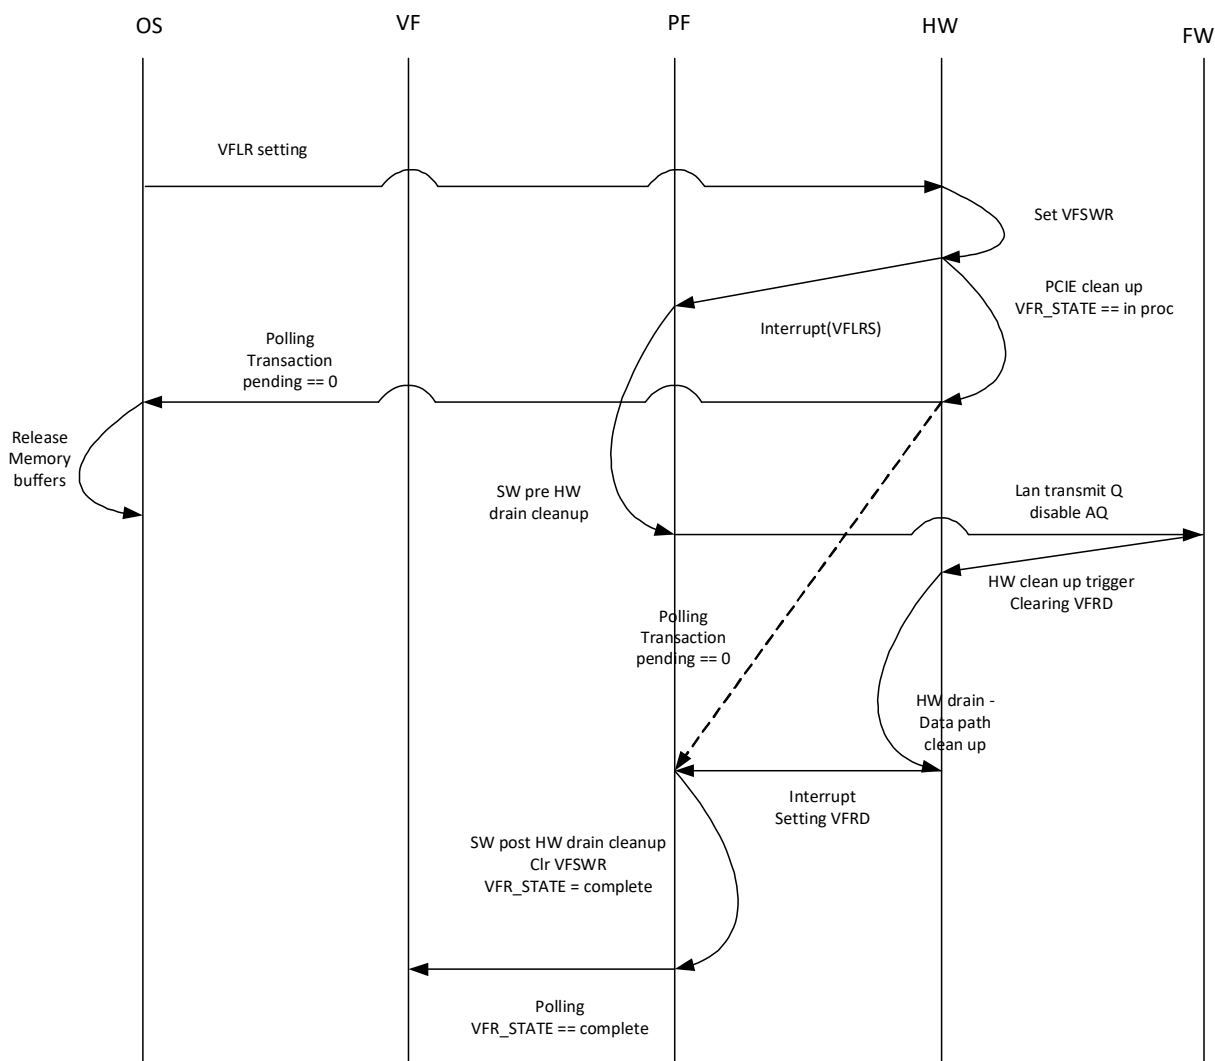 OS
VF
PF
HW
FW
VFLR setting
Set VFSWR
PCIE clean up
VFR_STATE == in proc
Interrupt(VFLRS)
Polling
Transaction
pending == 0
Release
Memory
buffers
SW pre HW
drain cleanup
Lan transmit Q
disable AQ
HW clean up trigger
Clearing VFRD
Polling
Transaction
pending == 0
HW drain -
Data path
clean up
Interrupt
Setting VFRD
SW post HW drain cleanup
Clr VFSWR
VFR_STATE = complete
Polling
VFR_STATE == complete